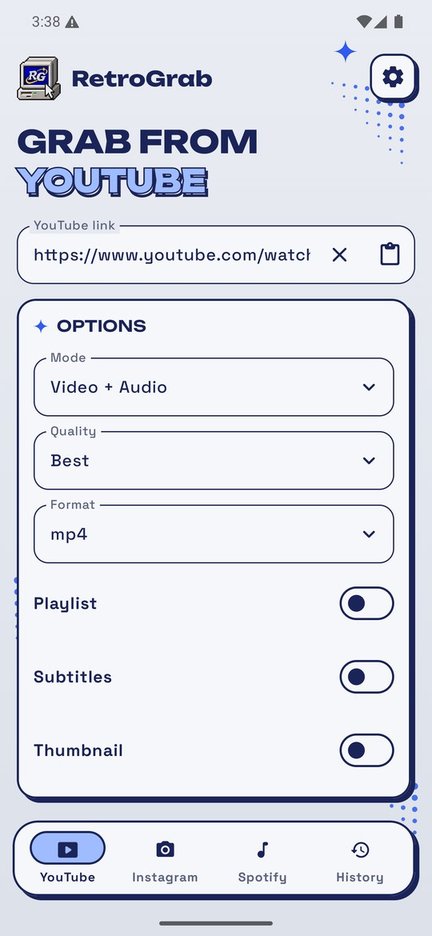 3:38
RG
RetroGrab
GRAB FROM
YOUTUBE
YouTube link
https://www.youtube.com/watch
OPTIONS
Mode
Video + Audio
Quality
Best
Format
mp4
Playlist
Subtitles
Thumbnail
YouTube Instagram Spotify History